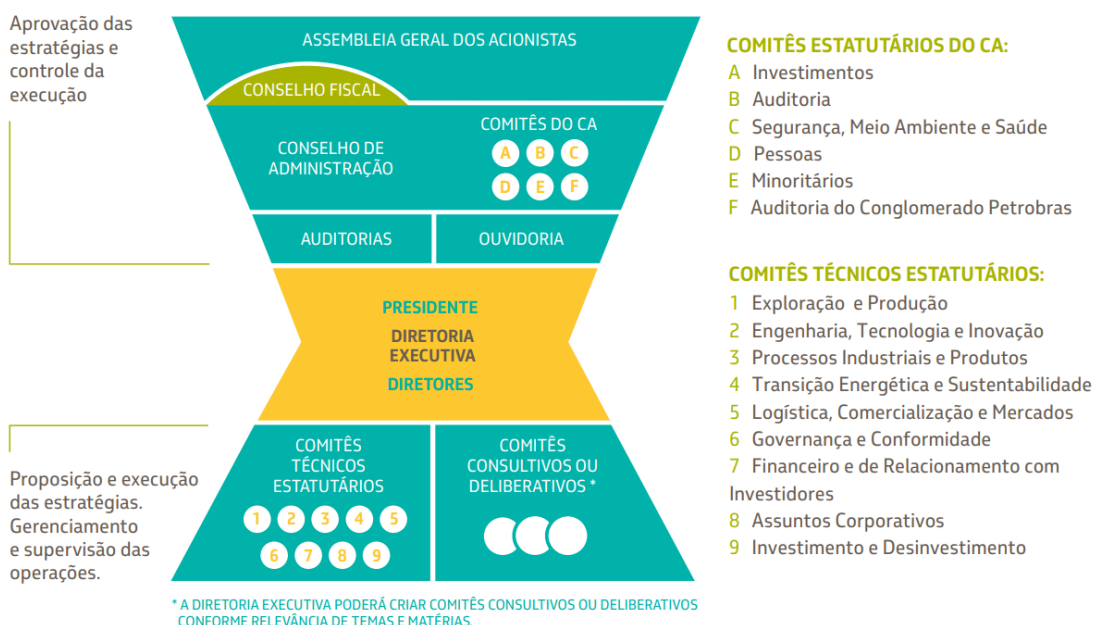 Aprovação das
estratégias e
controle da
execução
ASSEMBLEIA GERAL DOS ACIONISTAS
CONSELHO FISCAL
CONSELHO DE
ADMINISTRAÇÃO
COMITÊS DO CA
A B C
D E F
AUDITORIAS
OUVIDORIA
PRESIDENTE
DIRETORIA
EXECUTIVA
DIRETORES
Proposição e execução
das estratégias.
Gerenciamento
e supervisão das
operações.
COMITÊS
TÉCNICOS
ESTATUTÁRIOS
1 2 3 4 5
6 7 8 9
COMITÊS
CONSULTIVOS OU
DELIBERATIVOS *
* A DIRETORIA EXECUTIVA PODERÁ CRIAR COMITÊS CONSULTIVOS OU DELIBERATIVOS
CONFORME RELEVÂNCIA DE TEMAS E MATÉRIAS.
COMITÊS ESTATUTÁRIOS DO CA:
A Investimentos
B Auditoria
C Segurança, Meio Ambiente e Saúde
D Pessoas
E Minoritários
F Auditoria do Conglomerado Petrobras
COMITÊS TÉCNICOS ESTATUTÁRIOS:
1 Exploração e Produção
2 Engenharia, Tecnologia e Inovação
3 Processos Industriais e Produtos
4 Transição Energética e Sustentabilidade
5 Logística, Comercialização e Mercados
6 Governança e Conformidade
7 Financeiro e de Relacionamento com
Investidores
8 Assuntos Corporativos
9 Investimento e Desinvestimento